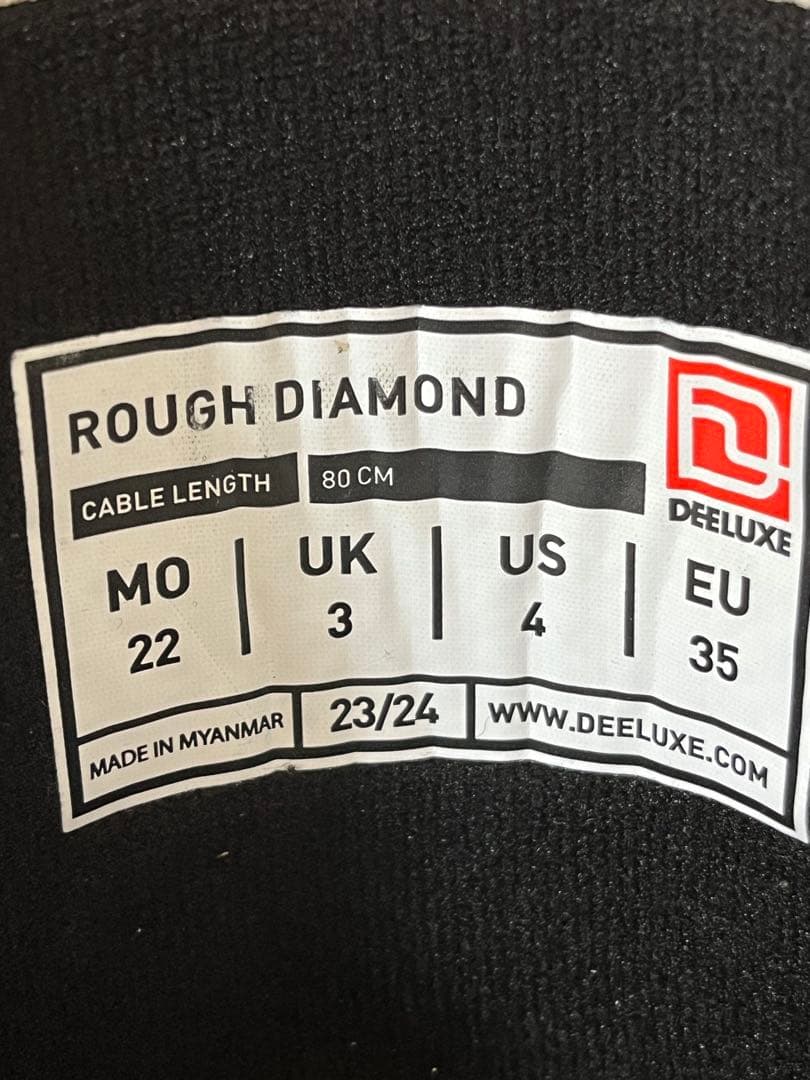 ROUGH DIAMOND
CABLE LENGTH 80 CM
DEELUXE
MO UK US EU
22 3 4 35
MADE IN MYANMAR 23/24 WWW.DEELUXE.COM